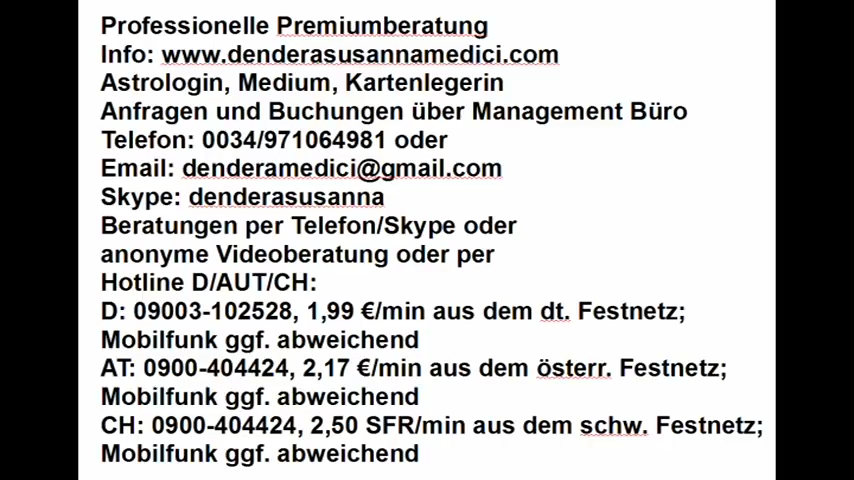 Professionelle Premiumberatung
Info: www.denderasusannamedici.com
Astrologin, Medium, Kartenlegerin
Anfragen und Buchungen über Management Büro
Telefon: 0034/971064981 oder
Email: denderamedici@gmail.com
Skype: denderasusanna
Beratungen per Telefon/Skype oder
anonyme Videoberatung oder per
Hotline D/AUT/CH:
D: 09003-102528, 1,99 €/min aus dem dt. Festnetz;
Mobilfunk ggf. abweichend
AT: 0900-404424, 2,17 €/min aus dem österr. Festnetz;
Mobilfunk ggf. abweichend
CH: 0900-404424, 2,50 SFR/min aus dem schw. Festnetz;
Mobilfunk ggf. abweichend